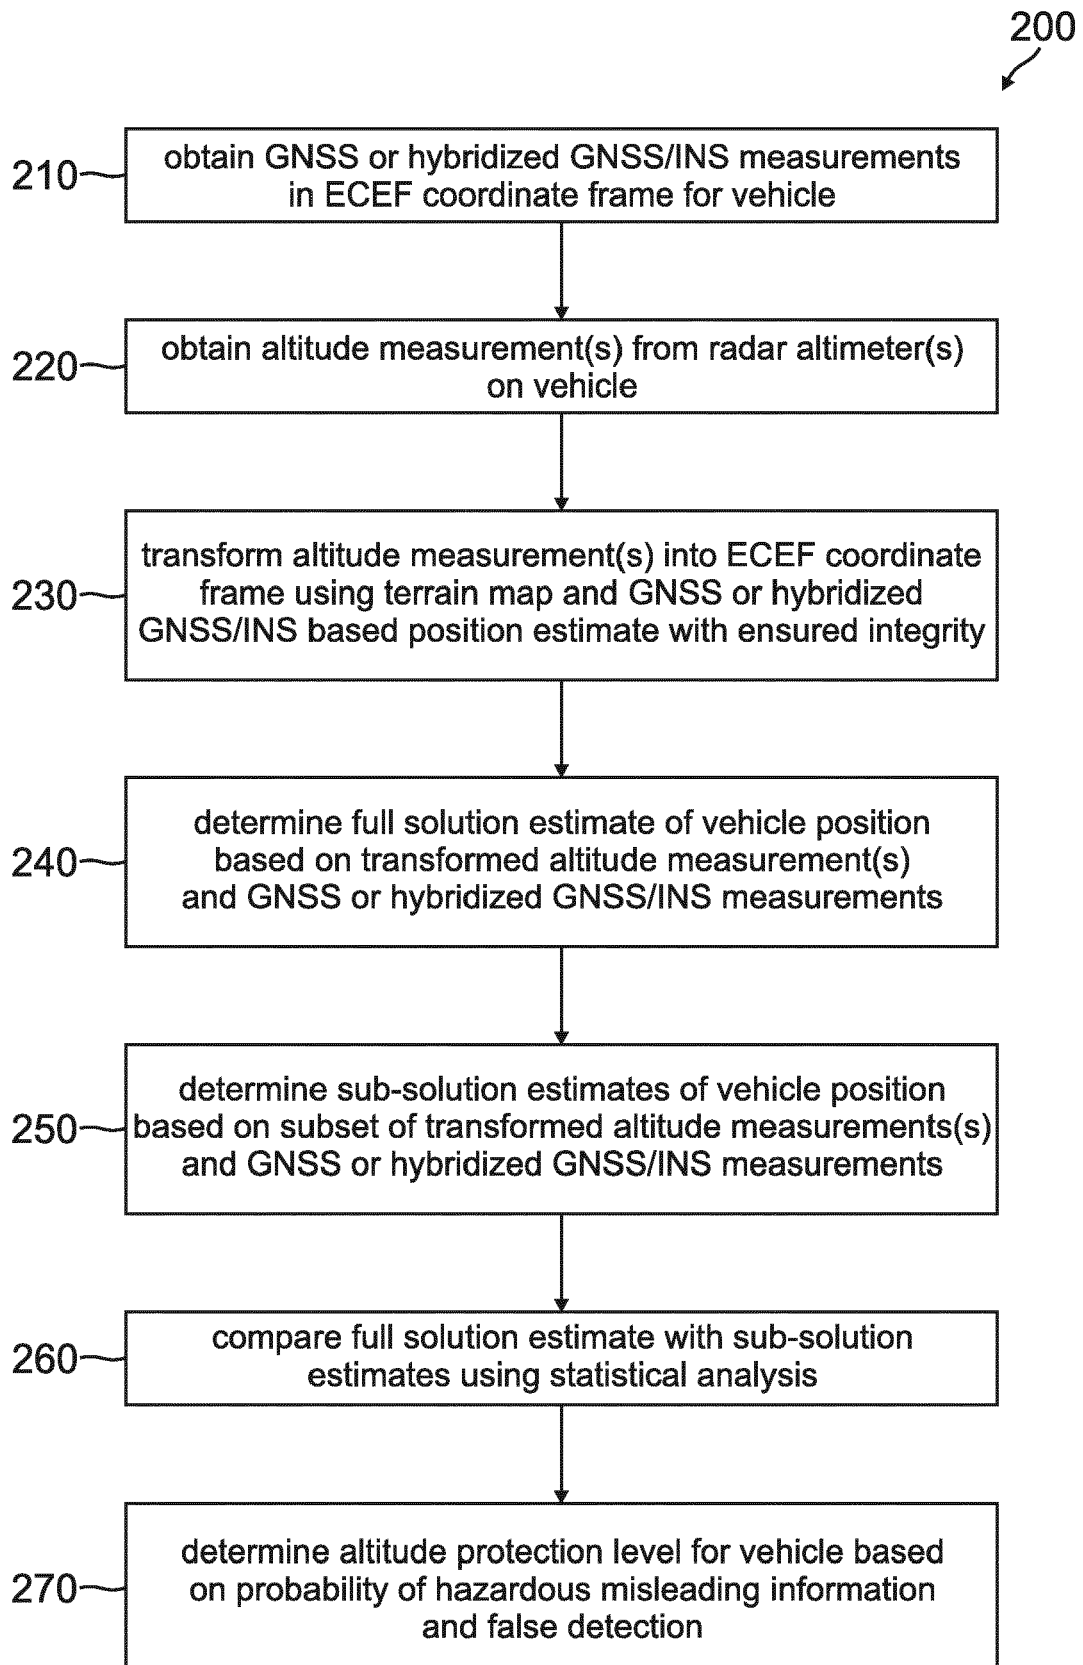 200
210
obtain GNSS or hybridized GNSS/INS measurements
in ECEF coordinate frame for vehicle
220
obtain altitude measurement(s) from radar altimeter(s)
on vehicle
230
transform altitude measurement(s) into ECEF coordinate
frame using terrain map and GNSS or hybridized
GNSS/INS based position estimate with ensured integrity
240
determine full solution estimate of vehicle position
based on transformed altitude measurement(s)
and GNSS or hybridized GNSS/INS measurements
250
determine sub-solution estimates of vehicle position
based on subset of transformed altitude measurements(s)
and GNSS or hybridized GNSS/INS measurements
260
compare full solution estimate with sub-solution
estimates using statistical analysis
270
determine altitude protection level for vehicle based
on probability of hazardous misleading information
and false detection